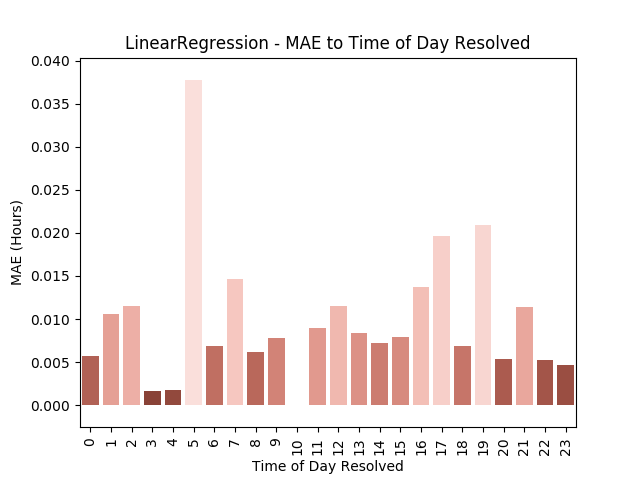 LinearRegression - MAE to Time of Day Resolved
0.040
0.035
0.030
0.025
0.020
0.015
0.010
0.005
0.000
MAE (Hours)
0 1 2 3 4 5 6 7 8 9 10 11 12 13 14 15 16 17 18 19 20 21 22 23
Time of Day Resolved